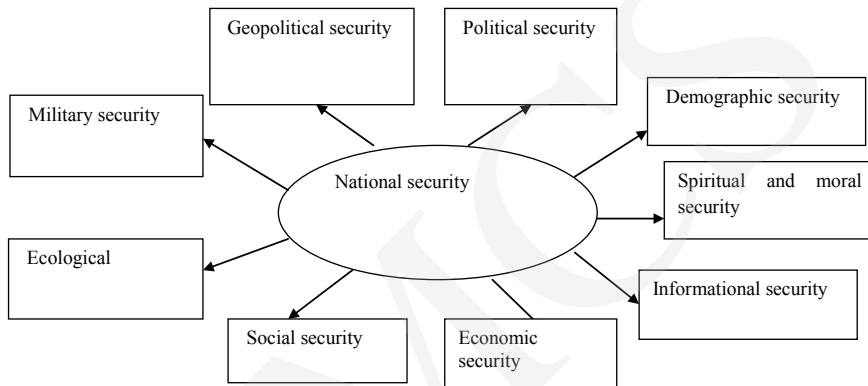 Geopolitical security
Political security
Military security
Demographic security
National security
Spiritual and moral
security
Ecological
Informational security
Social security
Economic
security